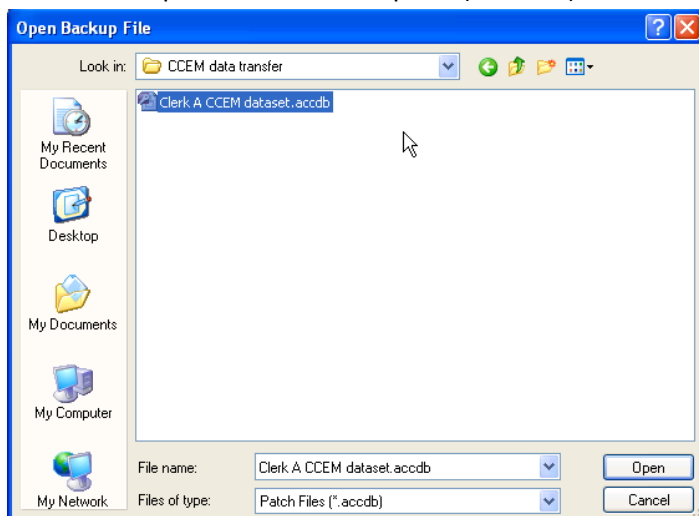 Open Backup File
Look in: CCEM data transfer
Clerk A CCEM dataset.accdb
My Recent
Documents
Desktop
My Documents
My Computer
My Network
File name: Clerk A CCEM dataset.accdb Open
Files of type: Patch Files (*.accdb) Cancel